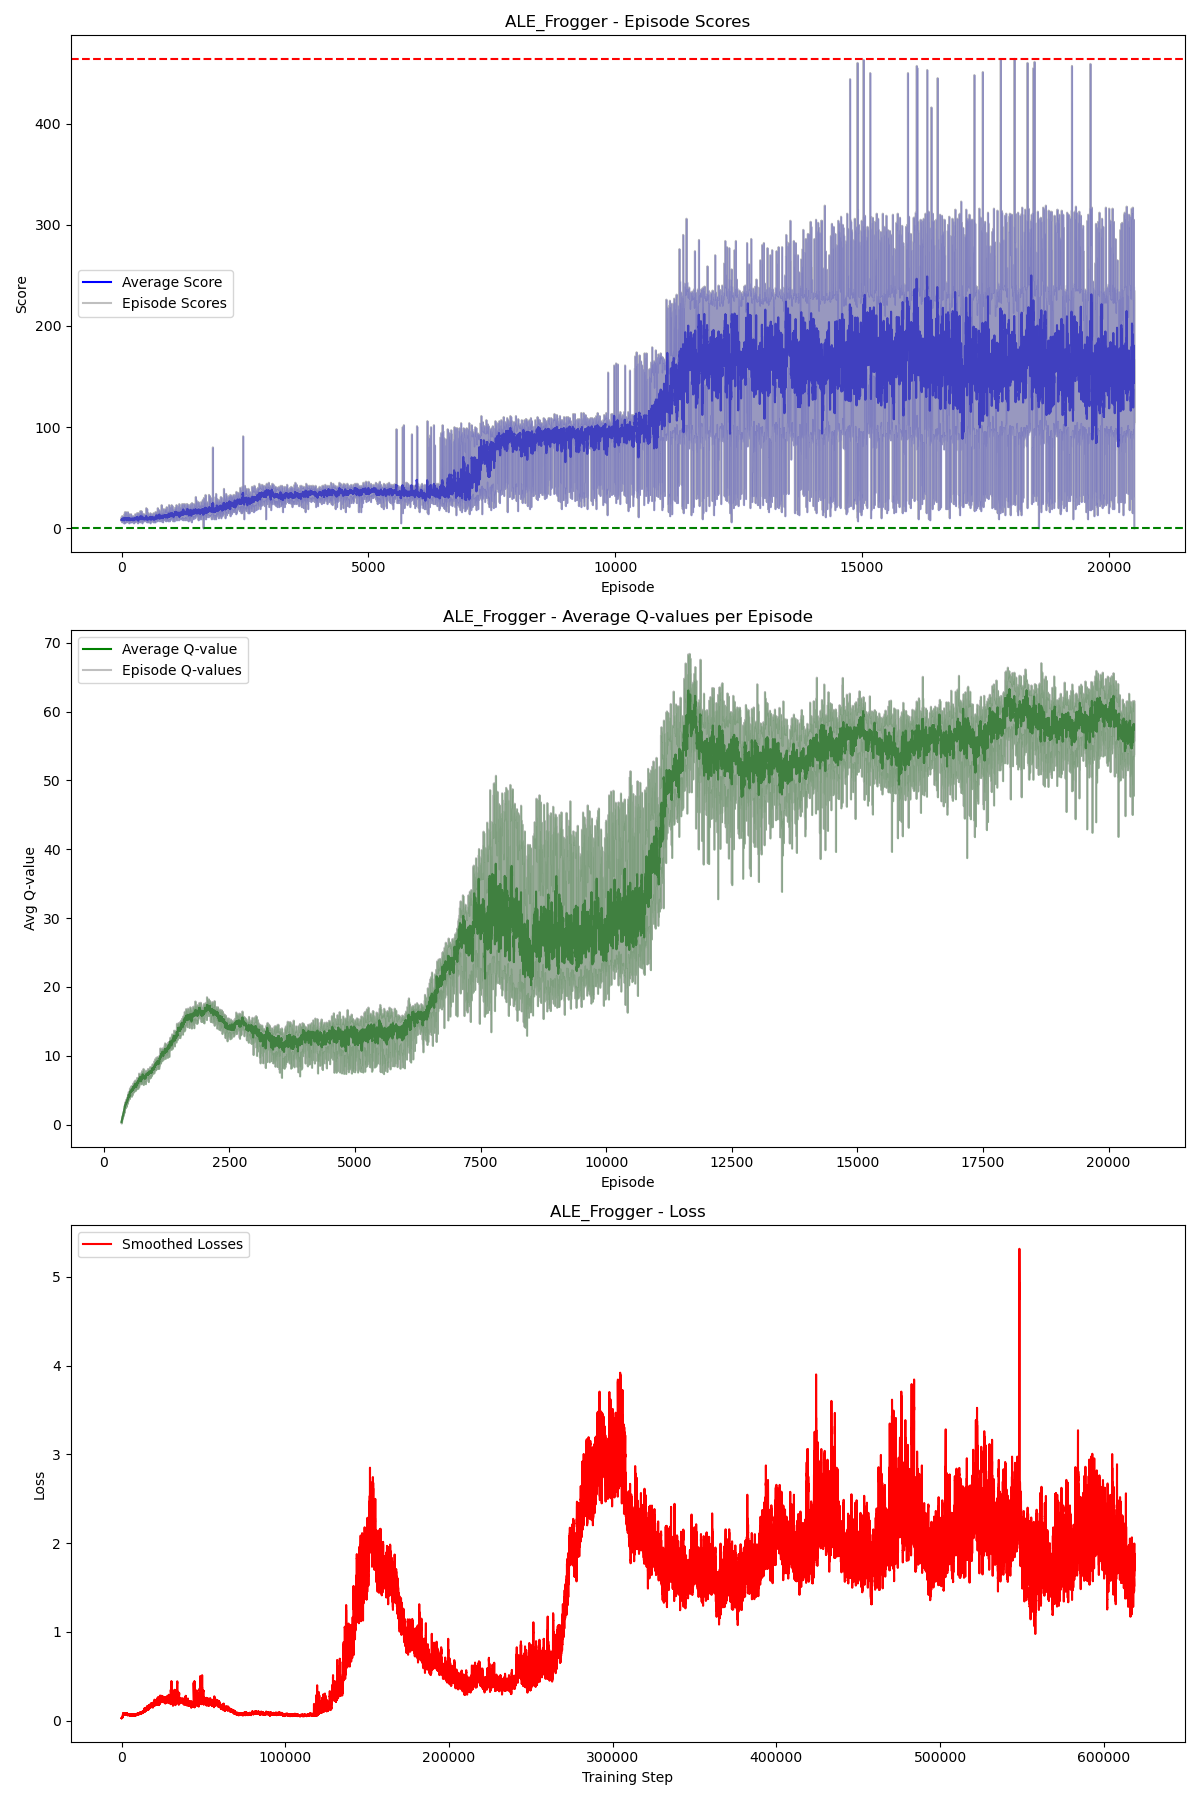 ALE_Frogger - Episode Scores
400
300
200
100
0
Score
Average Score
Episode Scores
0 5000 10000 15000 20000
Episode
ALE_Frogger - Average Q-values per Episode
70
60
50
40
30
20
10
0
Avg Q-value
Average Q-value
Episode Q-values
0 2500 5000 7500 10000 12500 15000 17500 20000
Episode
ALE_Frogger - Loss
5
4
3
2
1
0
Loss
Smoothed Losses
0 100000 200000 300000 400000 500000 600000
Training Step